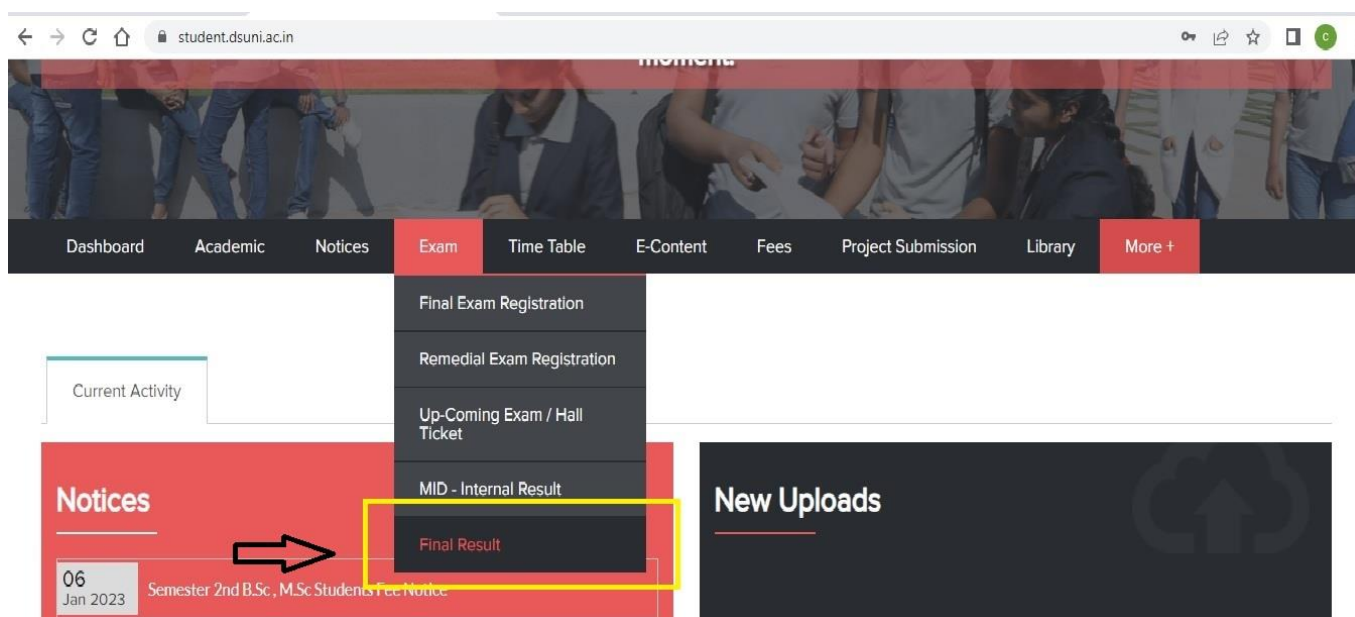 student.dsuni.ac.in
C
moment.
Dashboard Academic Notices Exam Time Table E-Content Fees Project Submission Library More +
Final Exam Registration
Remedial Exam Registration
Up-Coming Exam / Hall
Ticket
MID - Internal Result
Final Result
Current Activity
Notices
06
Jan 2023
Semester 2nd B.Sc , M.Sc Students Fee Notice
New Uploads